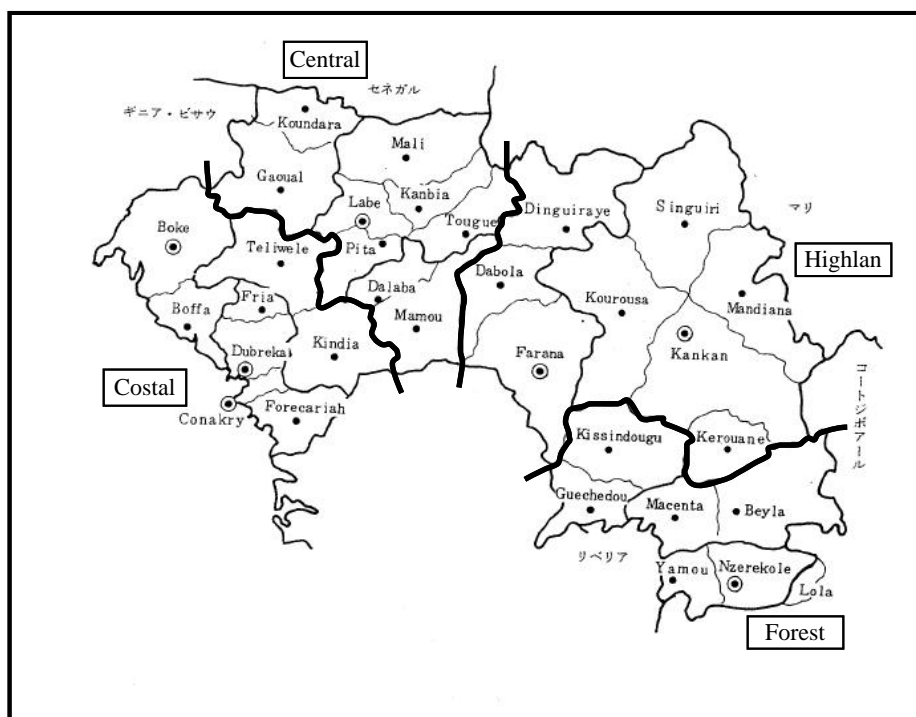 Central
セネガル
ギニア・ビサウ
Koundara
Mali
Gaoual
Kanbia
Labe
Dinguiraye
Singuiri
マリ
Tougue
Boke
Teliwele
Pita
Highlan
Dabola
Dalaba
Fria
Boffa
Kourousa
Mandiana
Mamou
Kindia
Dubreka
Farana
Kankan
Costal
コートジボアール
Conakry
Forecariah
Kissindougu
Kerouane
Guechedou
Macenta
Beyla
リベリア
Yamou
Nzerekole
Lola
Forest